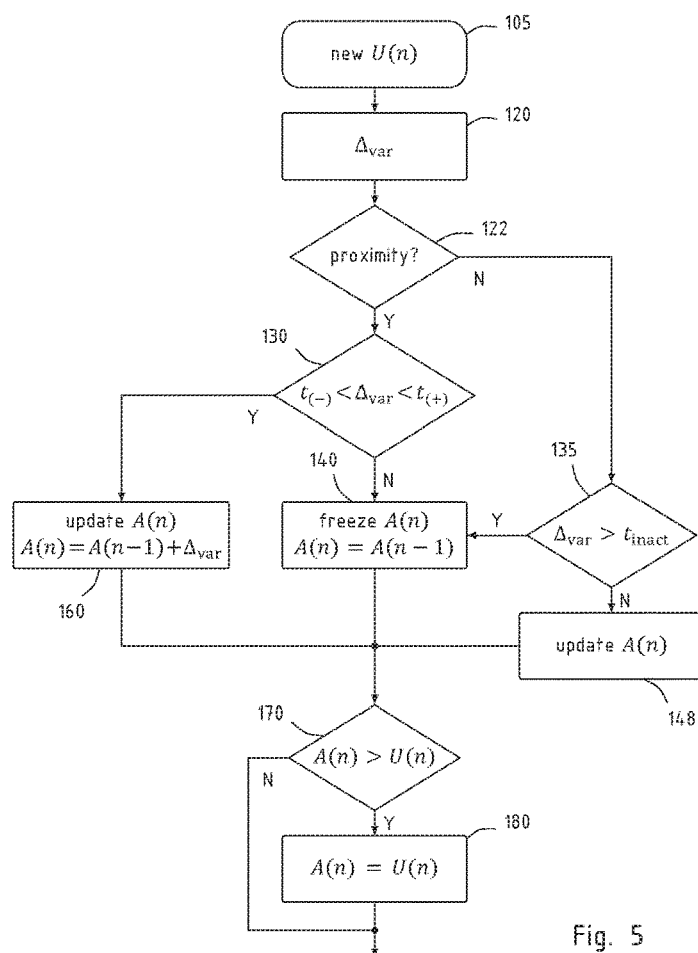 105
new U(n)
120
Δvar
122
proximity?
N
Y
130
t(−) < Δvar < t(+)
Y
N
140
135
update A(n)
A(n)=A(n−1)+Δvar
freeze A(n)
A(n) = A(n − 1)
Y
Δvar > tinact
160
N
update A(n)
148
170
A(n) > U(n)
N
Y
180
A(n) = U(n)
Fig. 5